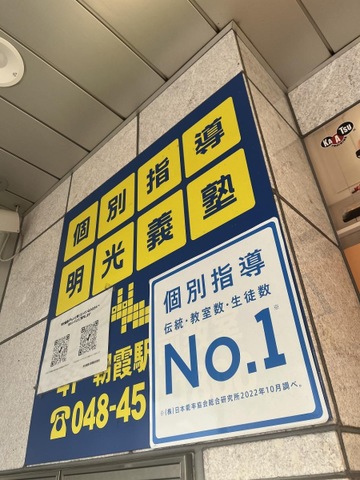 個別指導
明光義塾
朝霞駅
☎048-45
個別指導
伝統・教室数・生徒数
No.1※
※(株)日本能率協会総合研究所2022年10月調べ。
KaTsu